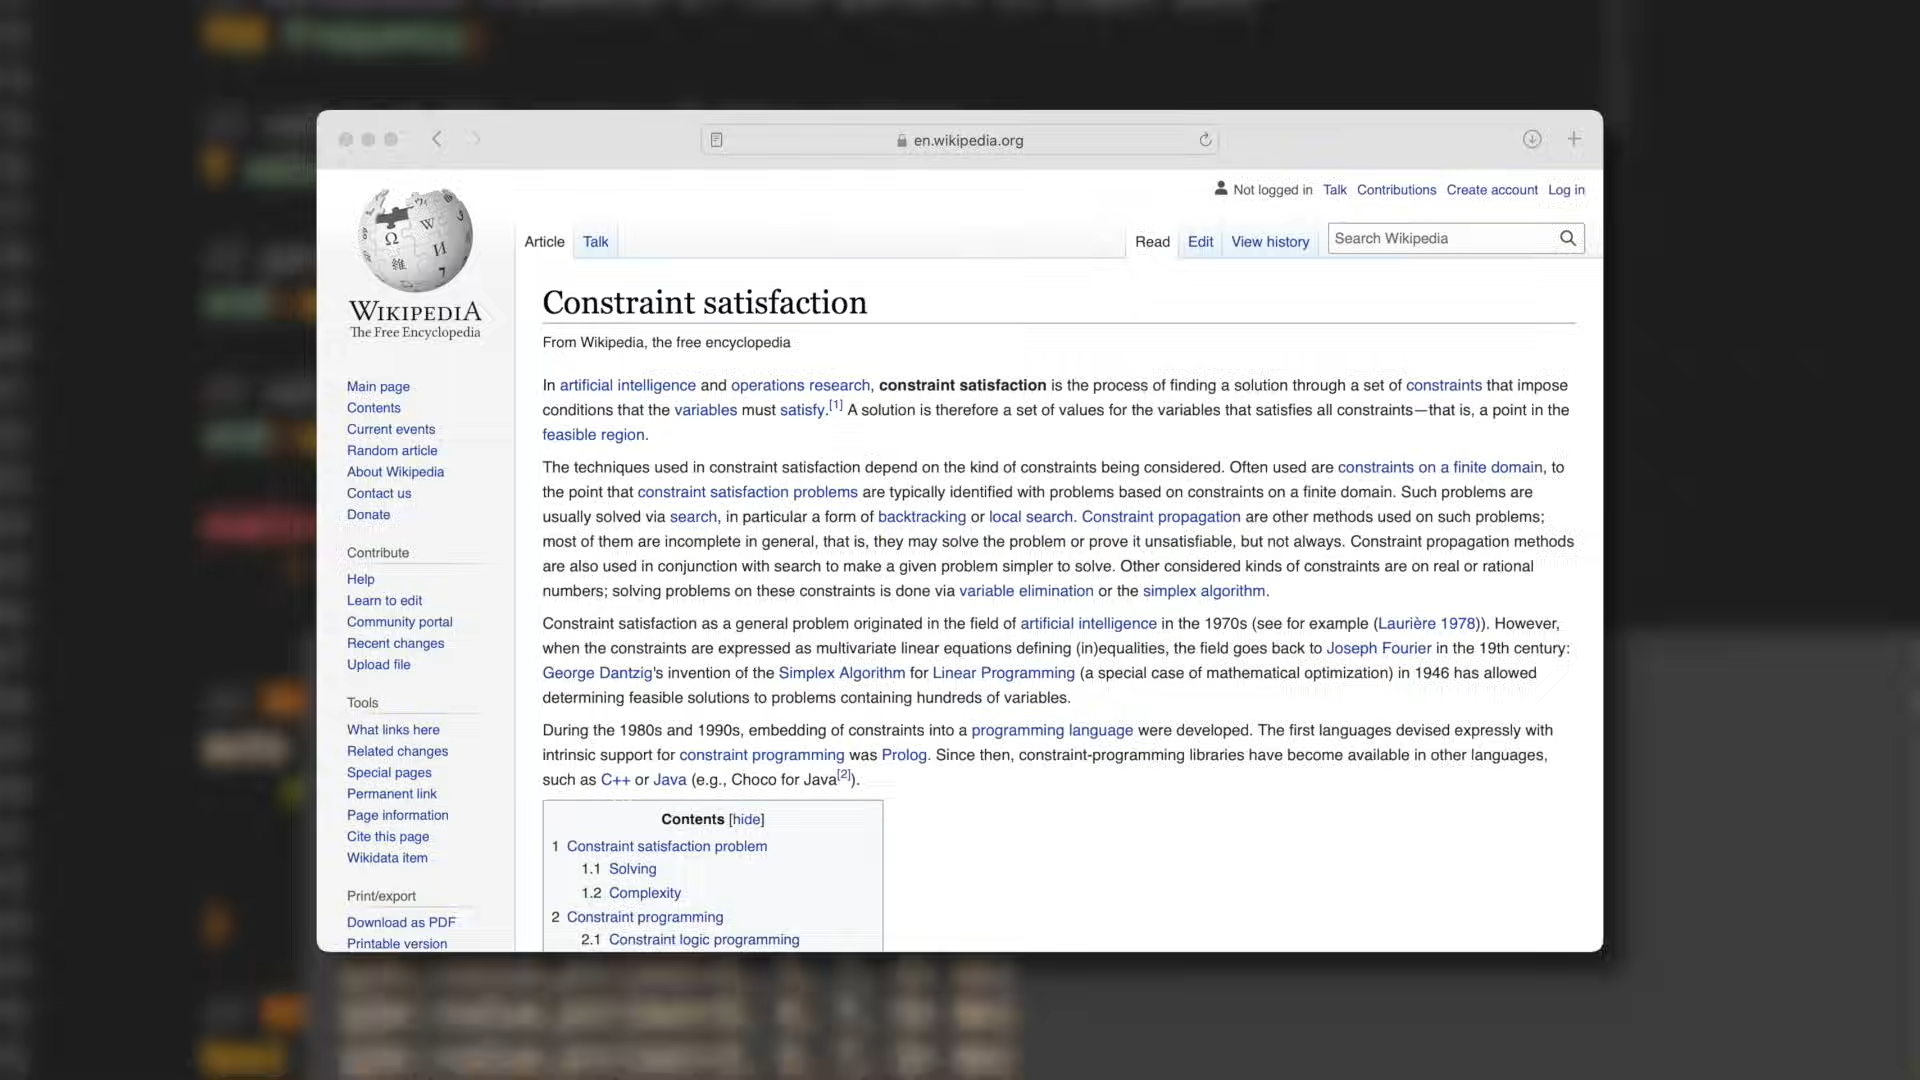 en.wikipedia.org
Not logged in Talk Contributions Create account Log in
Article Talk Read Edit View history Search Wikipedia
WIKIPEDIA
The Free Encyclopedia
Main page
Contents
Current events
Random article
About Wikipedia
Contact us
Donate
Contribute
Help
Learn to edit
Community portal
Recent changes
Upload file
Tools
What links here
Related changes
Special pages
Permanent link
Page information
Cite this page
Wikidata item
Print/export
Download as PDF
Printable version
Constraint satisfaction
From Wikipedia, the free encyclopedia
In artificial intelligence and operations research, constraint satisfaction is the process of finding a solution through a set of constraints that impose
conditions that the variables must satisfy.[1] A solution is therefore a set of values for the variables that satisfies all constraints—that is, a point in the
feasible region.
The techniques used in constraint satisfaction depend on the kind of constraints being considered. Often used are constraints on a finite domain, to
the point that constraint satisfaction problems are typically identified with problems based on constraints on a finite domain. Such problems are
usually solved via search, in particular a form of backtracking or local search. Constraint propagation are other methods used on such problems;
most of them are incomplete in general, that is, they may solve the problem or prove it unsatisfiable, but not always. Constraint propagation methods
are also used in conjunction with search to make a given problem simpler to solve. Other considered kinds of constraints are on real or rational
numbers; solving problems on these constraints is done via variable elimination or the simplex algorithm.
Constraint satisfaction as a general problem originated in the field of artificial intelligence in the 1970s (see for example (Laurière 1978)). However,
when the constraints are expressed as multivariate linear equations defining (in)equalities, the field goes back to Joseph Fourier in the 19th century:
George Dantzig's invention of the Simplex Algorithm for Linear Programming (a special case of mathematical optimization) in 1946 has allowed
determining feasible solutions to problems containing hundreds of variables.
During the 1980s and 1990s, embedding of constraints into a programming language were developed. The first languages devised expressly with
intrinsic support for constraint programming was Prolog. Since then, constraint-programming libraries have become available in other languages,
such as C++ or Java (e.g., Choco for Java[2]).
Contents [hide]
1 Constraint satisfaction problem
1.1 Solving
1.2 Complexity
2 Constraint programming
2.1 Constraint logic programming